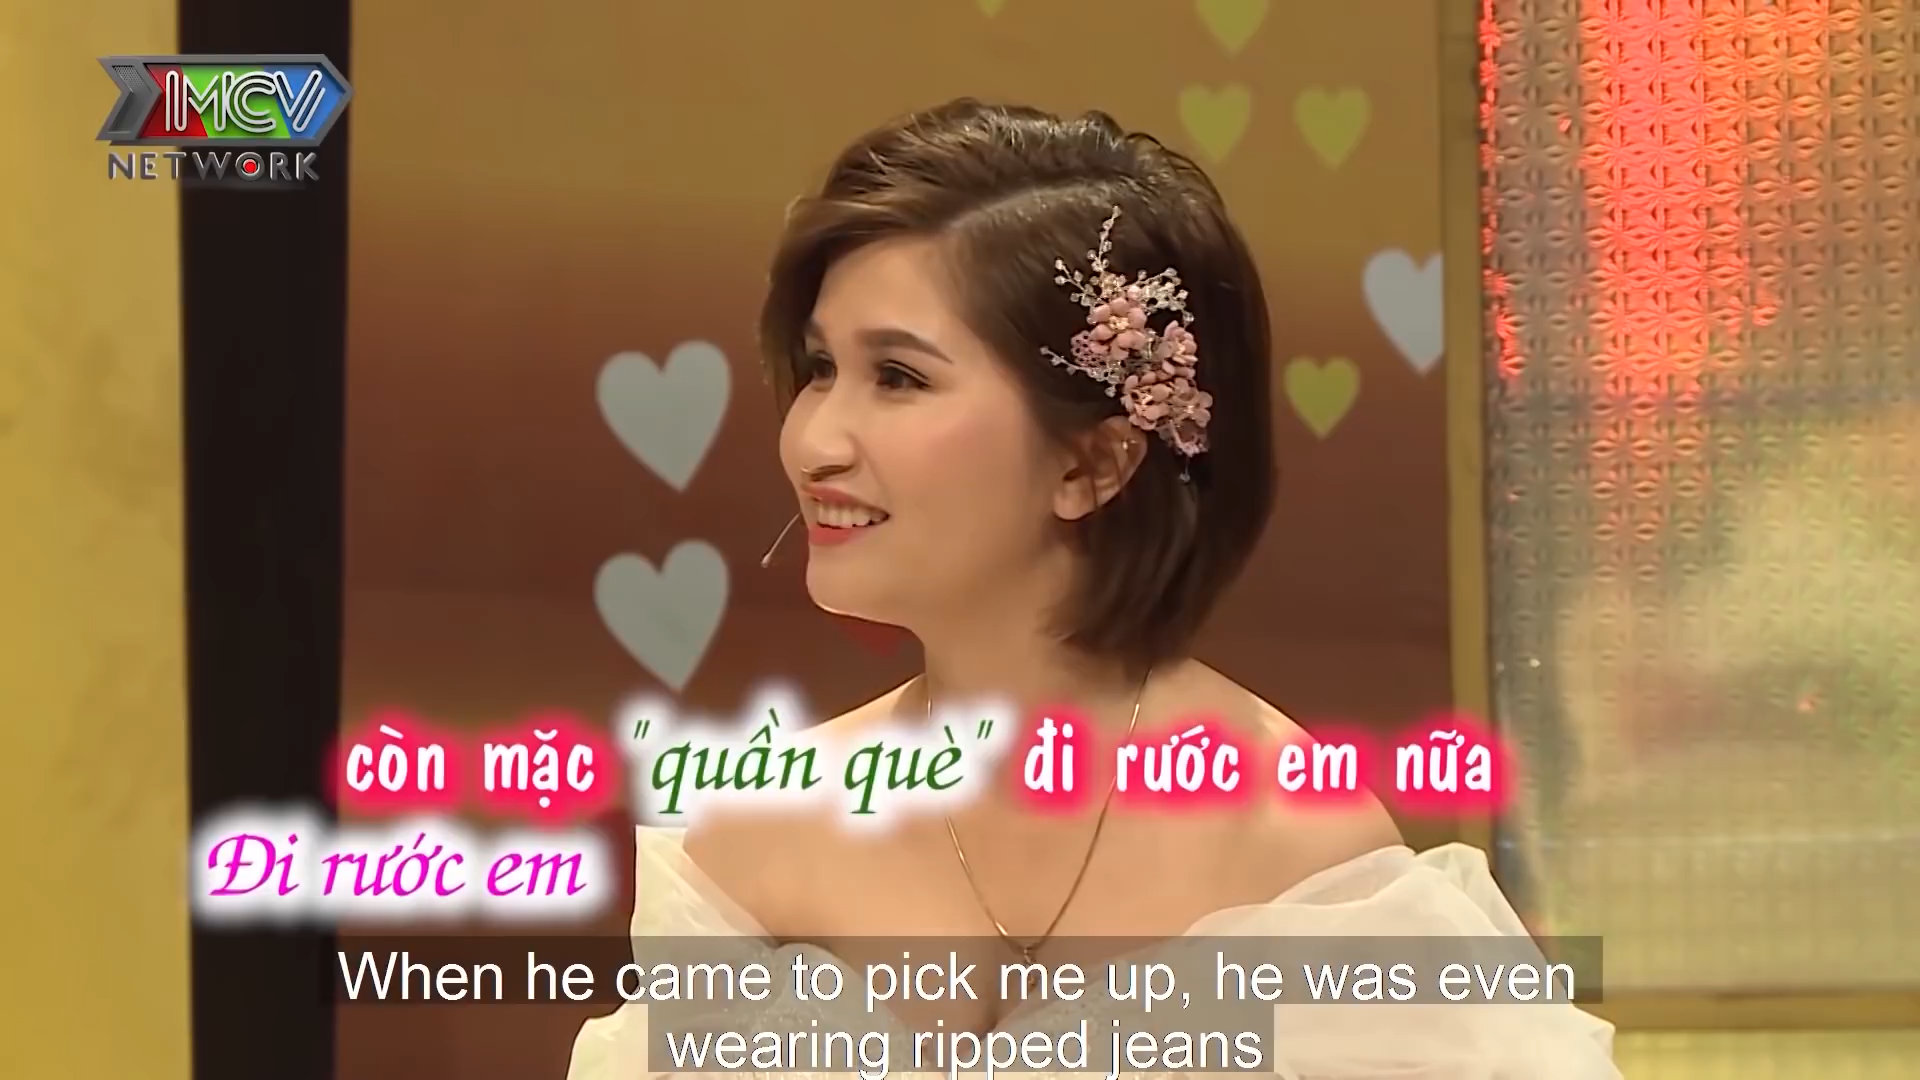 MCV
NETWORK
còn mặc "quần què" đi rước em nữa
Đi rước em
When he came to pick me up, he was even
wearing ripped jeans